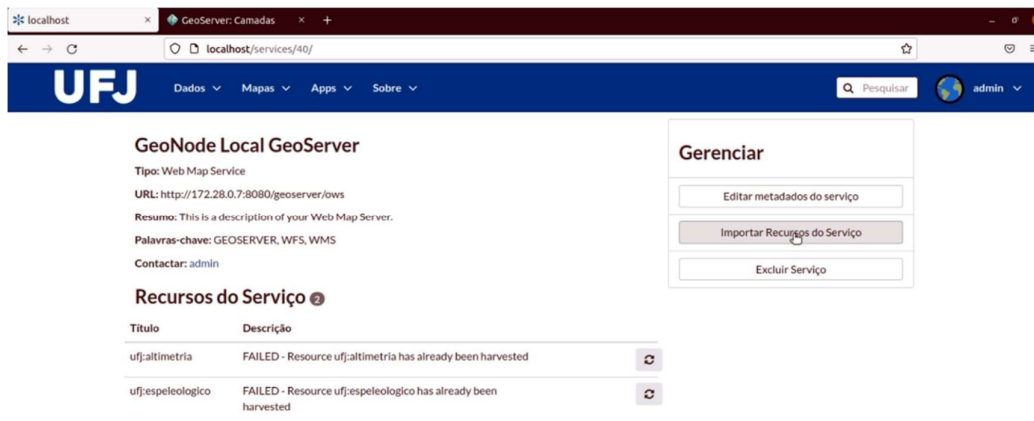 localhost × GeoServer: Camadas × +
localhost/services/40/
UFJ Dados Mapas Apps Sobre Pesquisar admin
GeoNode Local GeoServer
Tipo: Web Map Service
URL: http://172.28.0.7:8080/geoserver/ows
Resumo: This is a description of your Web Map Server.
Palavras-chave: GEOSERVER, WFS, WMS
Contactar: admin
Recursos do Serviço 2
Título Descrição
ufj:altimetria FAILED - Resource ufj:altimetria has already been harvested
ufj:espeleologico FAILED - Resource ufj:espeleologico has already been
harvested
Gerenciar
Editar metadados do serviço
Importar Recursos do Serviço
Excluir Serviço